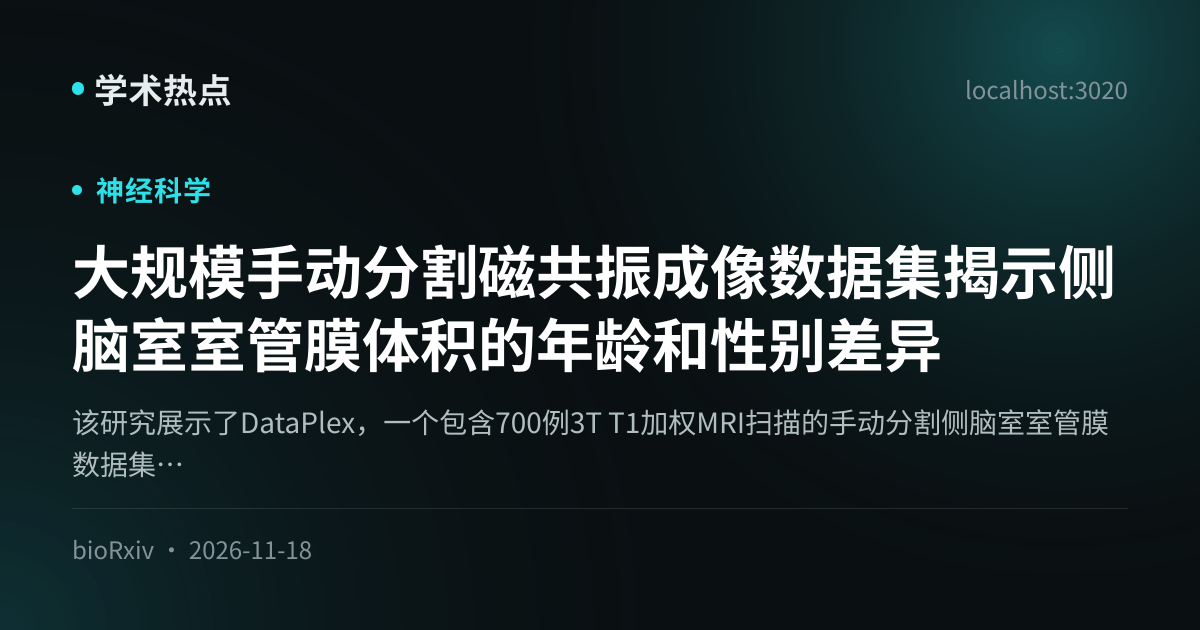 学术热点
localhost:3020
神经科学
大规模手动分割磁共振成像数据集揭示侧
脑室室管膜体积的年龄和性别差异
该研究展示了DataPlex，一个包含700例3T T1加权MRI扫描的手动分割侧脑室室管膜
数据集…
bioRxiv • 2026-11-18